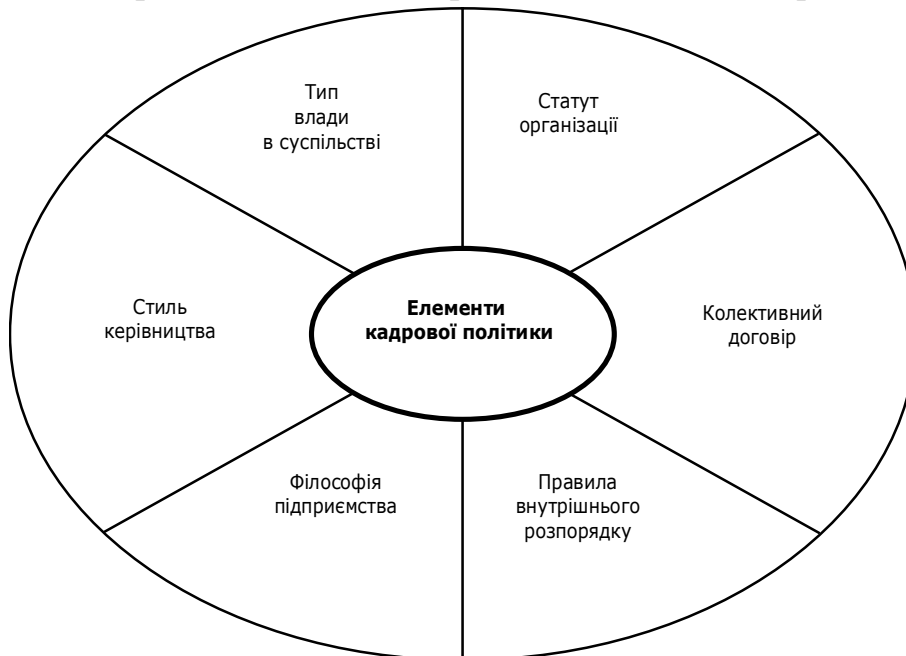 Тип
влади
в суспільстві
Статут
організації
Стиль
керівництва
Елементи
кадрової політики
Колективний
договір
Філософія
підприємства
Правила
внутрішнього
розпорядку